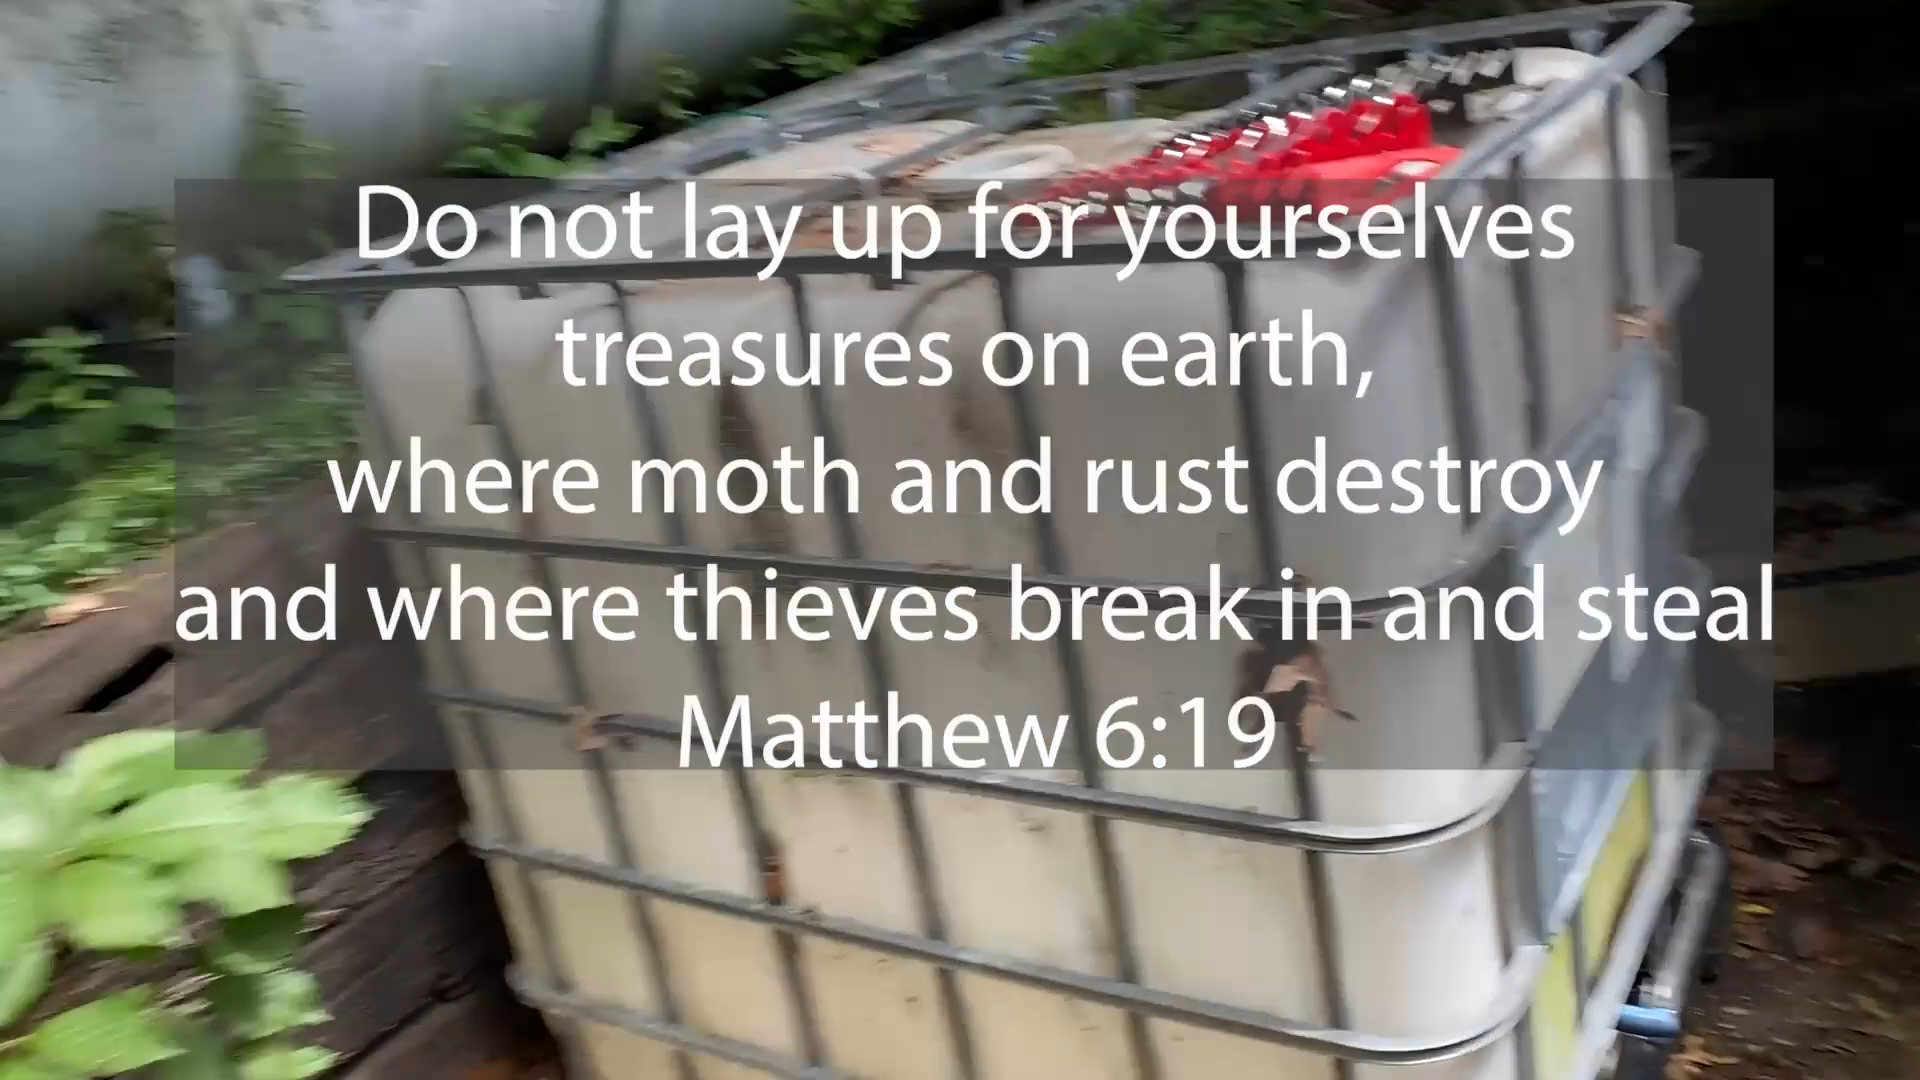 Do not lay up for yourselves
treasures on earth,
where moth and rust destroy
and where thieves break in and steal
Matthew 6:19